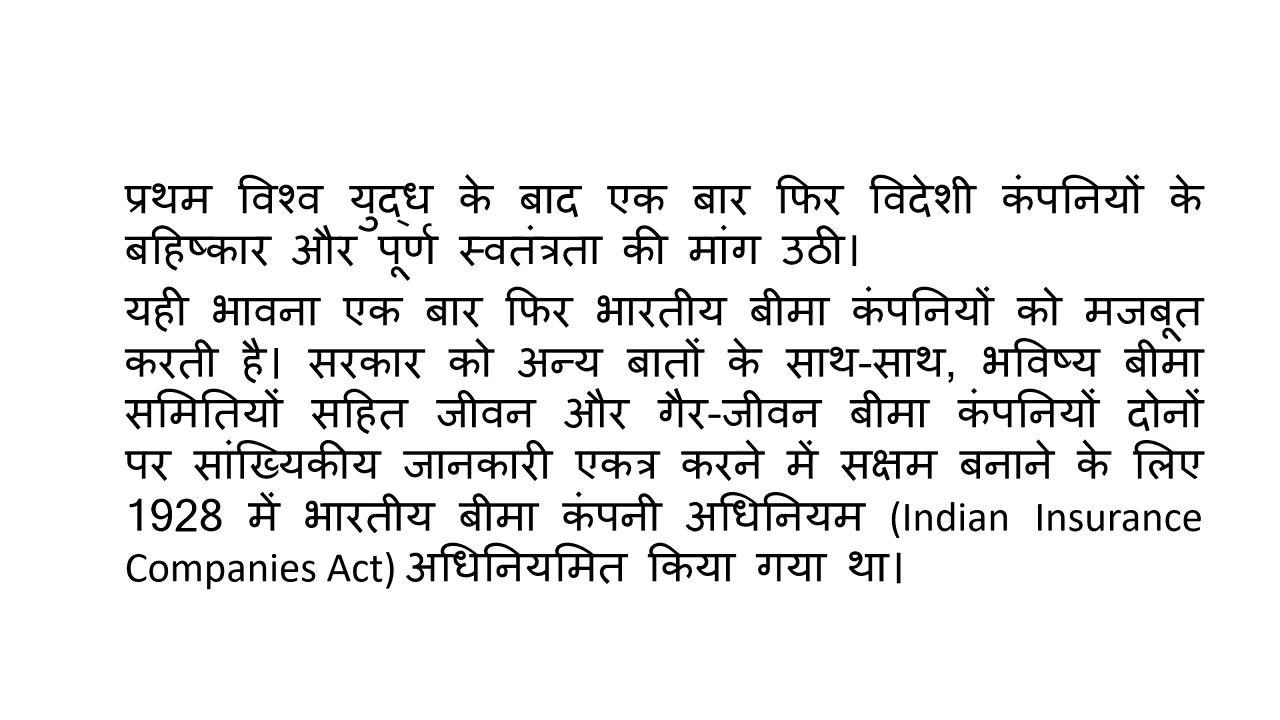 प्रथम विश्व युद्ध के बाद एक बार फिर विदेशी कंपनियों के
बहिष्कार और पूर्ण स्वतंत्रता की मांग उठी।
यही भावना एक बार फिर भारतीय बीमा कंपनियों को मजबूत
करती है। सरकार को अन्य बातों के साथ-साथ, भविष्य बीमा
समितियों सहित जीवन और गैर-जीवन बीमा कंपनियों दोनों
पर सांख्यिकीय जानकारी एकत्र करने में सक्षम बनाने के लिए
1928 में भारतीय बीमा कंपनी अधिनियम (Indian Insurance
Companies Act) अधिनियमित किया गया था।